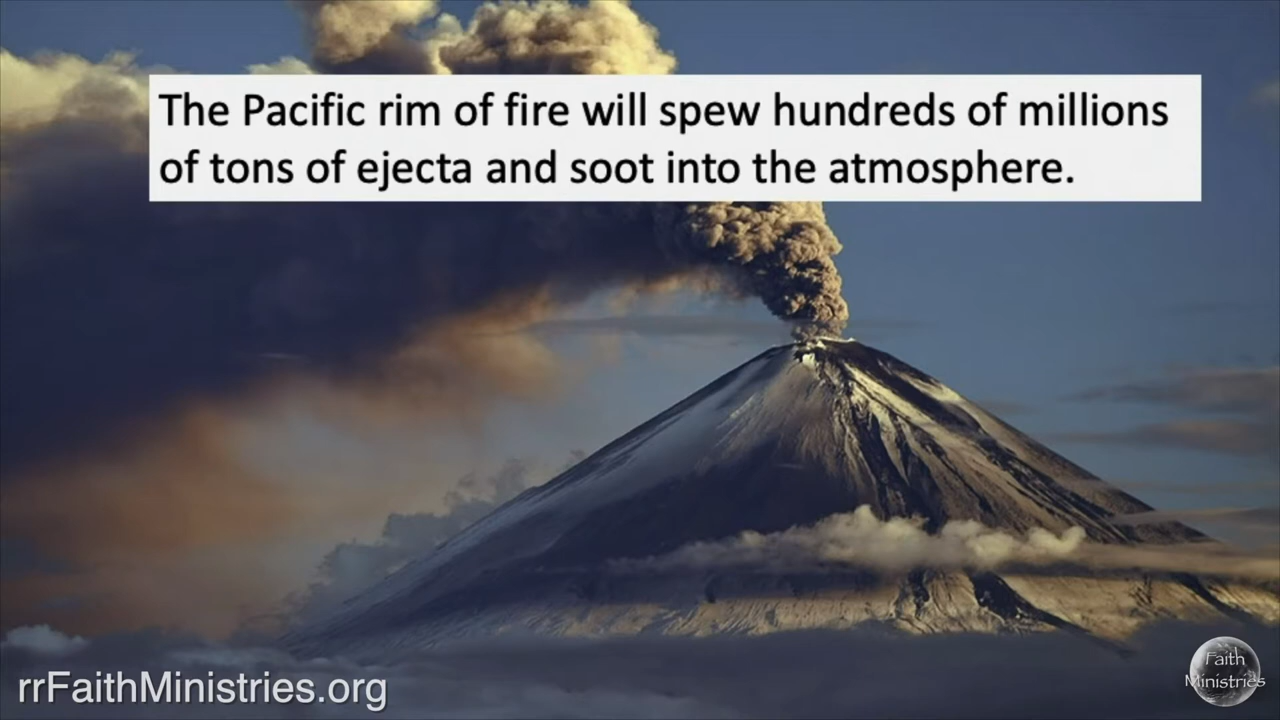 The Pacific rim of fire will spew hundreds of millions
of tons of ejecta and soot into the atmosphere.
rrFaithMinistries.org
Faith
Ministries